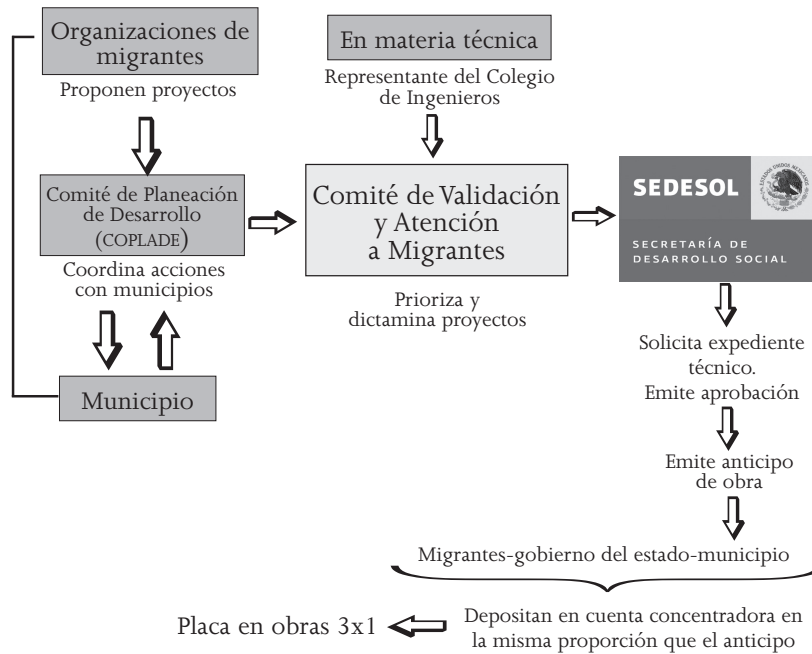 Organizaciones de
migrantes
Proponen proyectos
En materia técnica
Representante del Colegio
de Ingenieros
Comité de Planeación
de Desarrollo
(COPLADE)
Coordina acciones
con municipios
Municipio
Comité de Validación
y Atención
a Migrantes
Prioriza y
dictamina proyectos
SEDESOL
SECRETARÍA DE
DESARROLLO SOCIAL
Solicita expediente
técnico.
Emite aprobación
Emite anticipo
de obra
Migrantes-gobierno del estado-municipio
Depositan en cuenta concentradora en
la misma proporción que el anticipo
Placa en obras 3x1